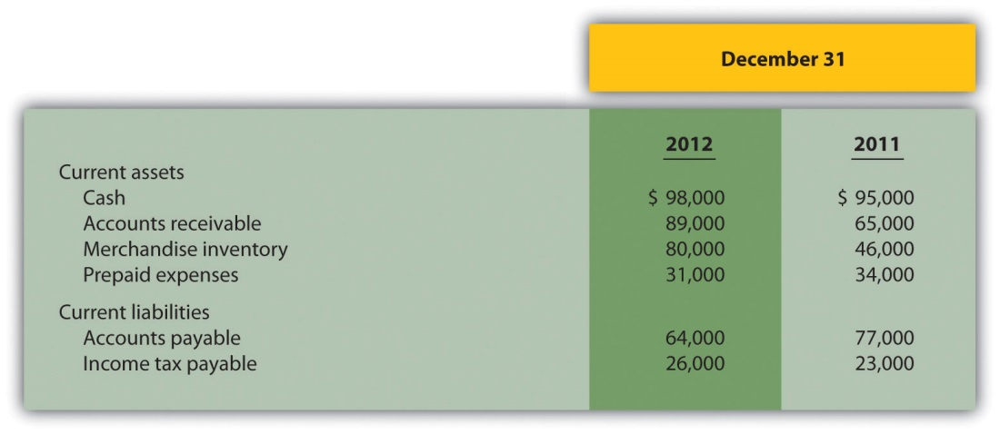 December 31
2012 2011
Current assets
Cash $ 98,000 $ 95,000
Accounts receivable 89,000 65,000
Merchandise inventory 80,000 46,000
Prepaid expenses 31,000 34,000
Current liabilities
Accounts payable 64,000 77,000
Income tax payable 26,000 23,000